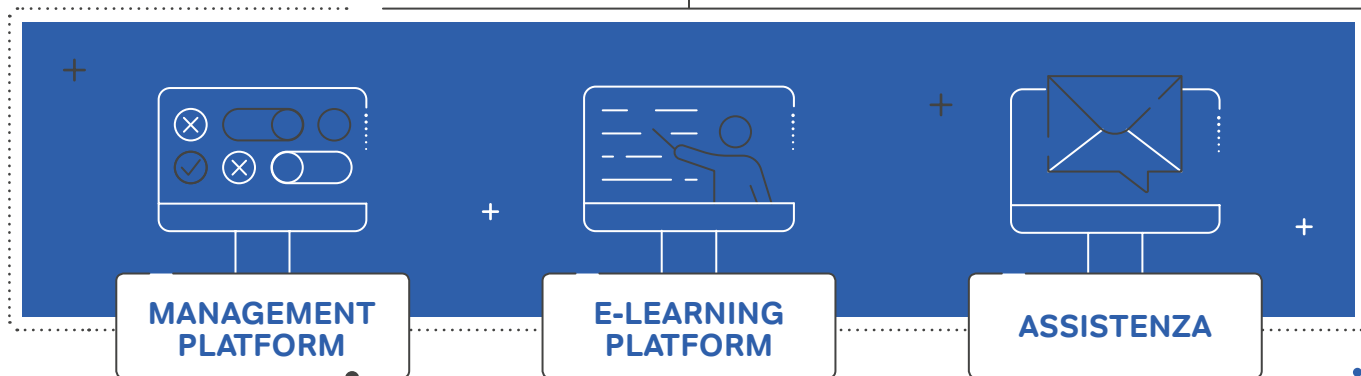 MANAGEMENT
PLATFORM
E-LEARNING
PLATFORM
ASSISTENZA